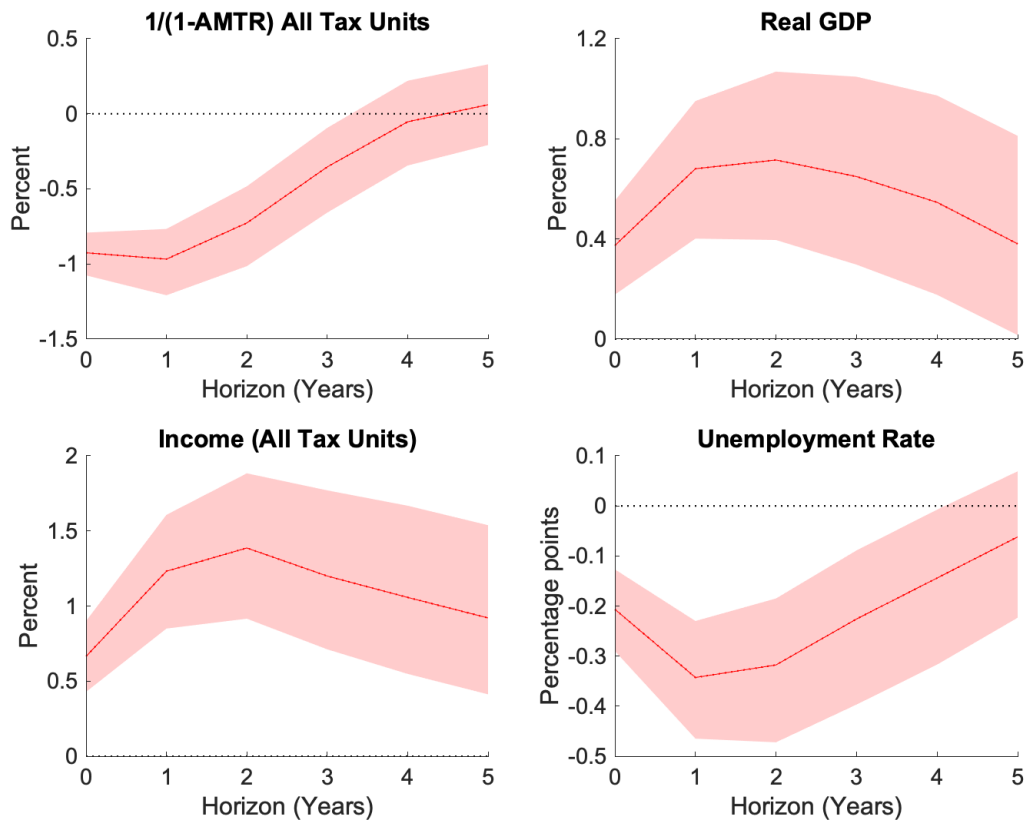 1/(1-AMTR) All Tax Units
Percent
0.5
0
-0.5
-1
-1.5
0 1 2 3 4 5
Horizon (Years)
Real GDP
Percent
1.2
0.8
0.4
0
0 1 2 3 4 5
Horizon (Years)
Income (All Tax Units)
Percent
2
1.5
1
0.5
0
0 1 2 3 4 5
Horizon (Years)
Unemployment Rate
Percentage points
0.1
0
-0.1
-0.2
-0.3
-0.4
-0.5
0 1 2 3 4 5
Horizon (Years)